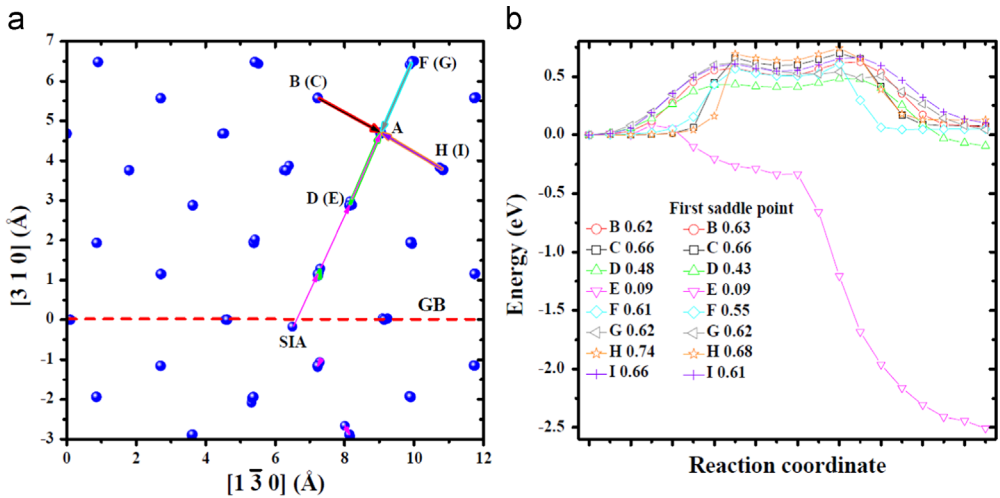 a
7
6
5
4
3
2
1
0
-1
-2
-3
[3 1 0] (Å)
0 2 4 6 8 10 12
[1 3̅ 0] (Å)
F (G)
B (C)
A
H (I)
D (E)
GB
SIA
b
0.5
0.0
-0.5
-1.0
-1.5
-2.0
-2.5
Energy (eV)
Reaction coordinate
First saddle point
B 0.62 B 0.63
C 0.66 C 0.66
D 0.48 D 0.43
E 0.09 E 0.09
F 0.61 F 0.55
G 0.62 G 0.62
H 0.74 H 0.68
I 0.66 I 0.61